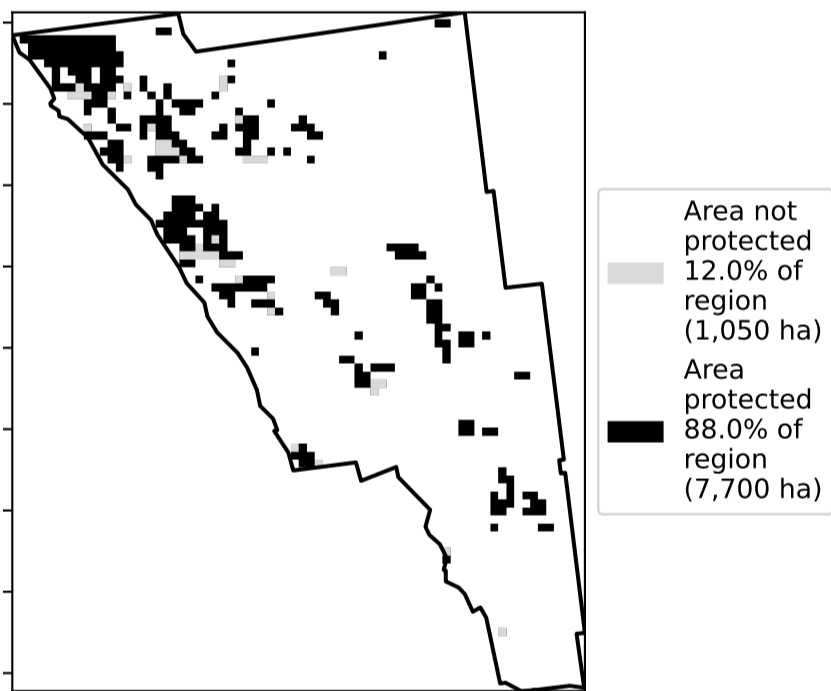 Area not
protected
12.0% of
region
(1,050 ha)
Area
protected
88.0% of
region
(7,700 ha)